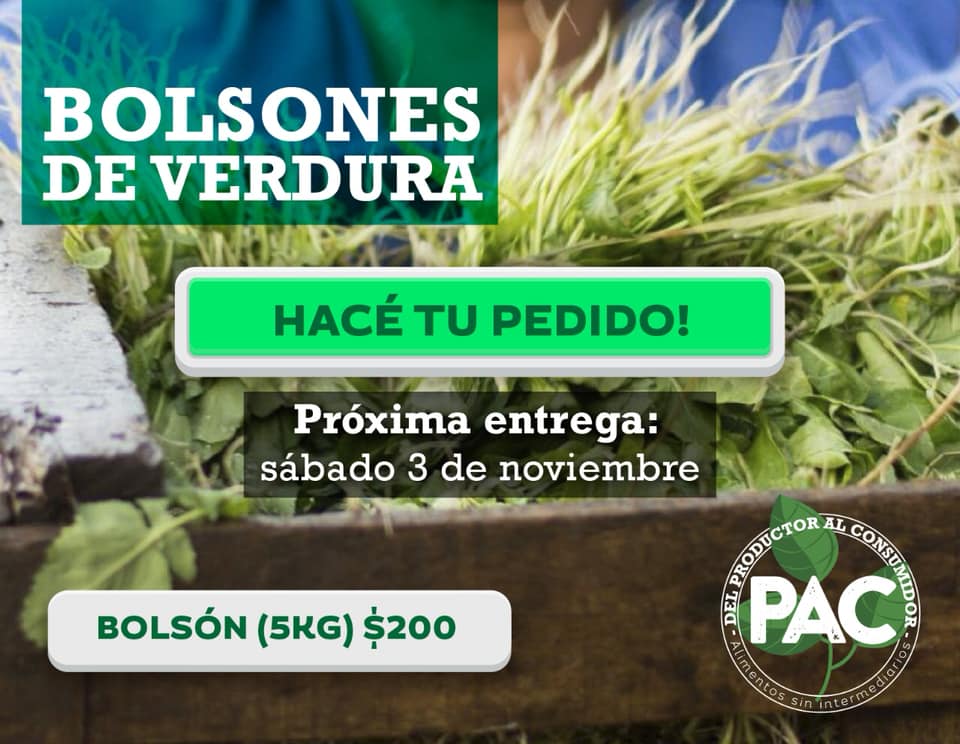 BOLSONES
DE VERDURA
HACÉ TU PEDIDO!
Próxima entrega:
sábado 3 de noviembre
BOLSÓN (5KG) $200
- DEL PRODUCTOR AL CONSUMIDOR -
PAC
Alimentos sin intermediarios